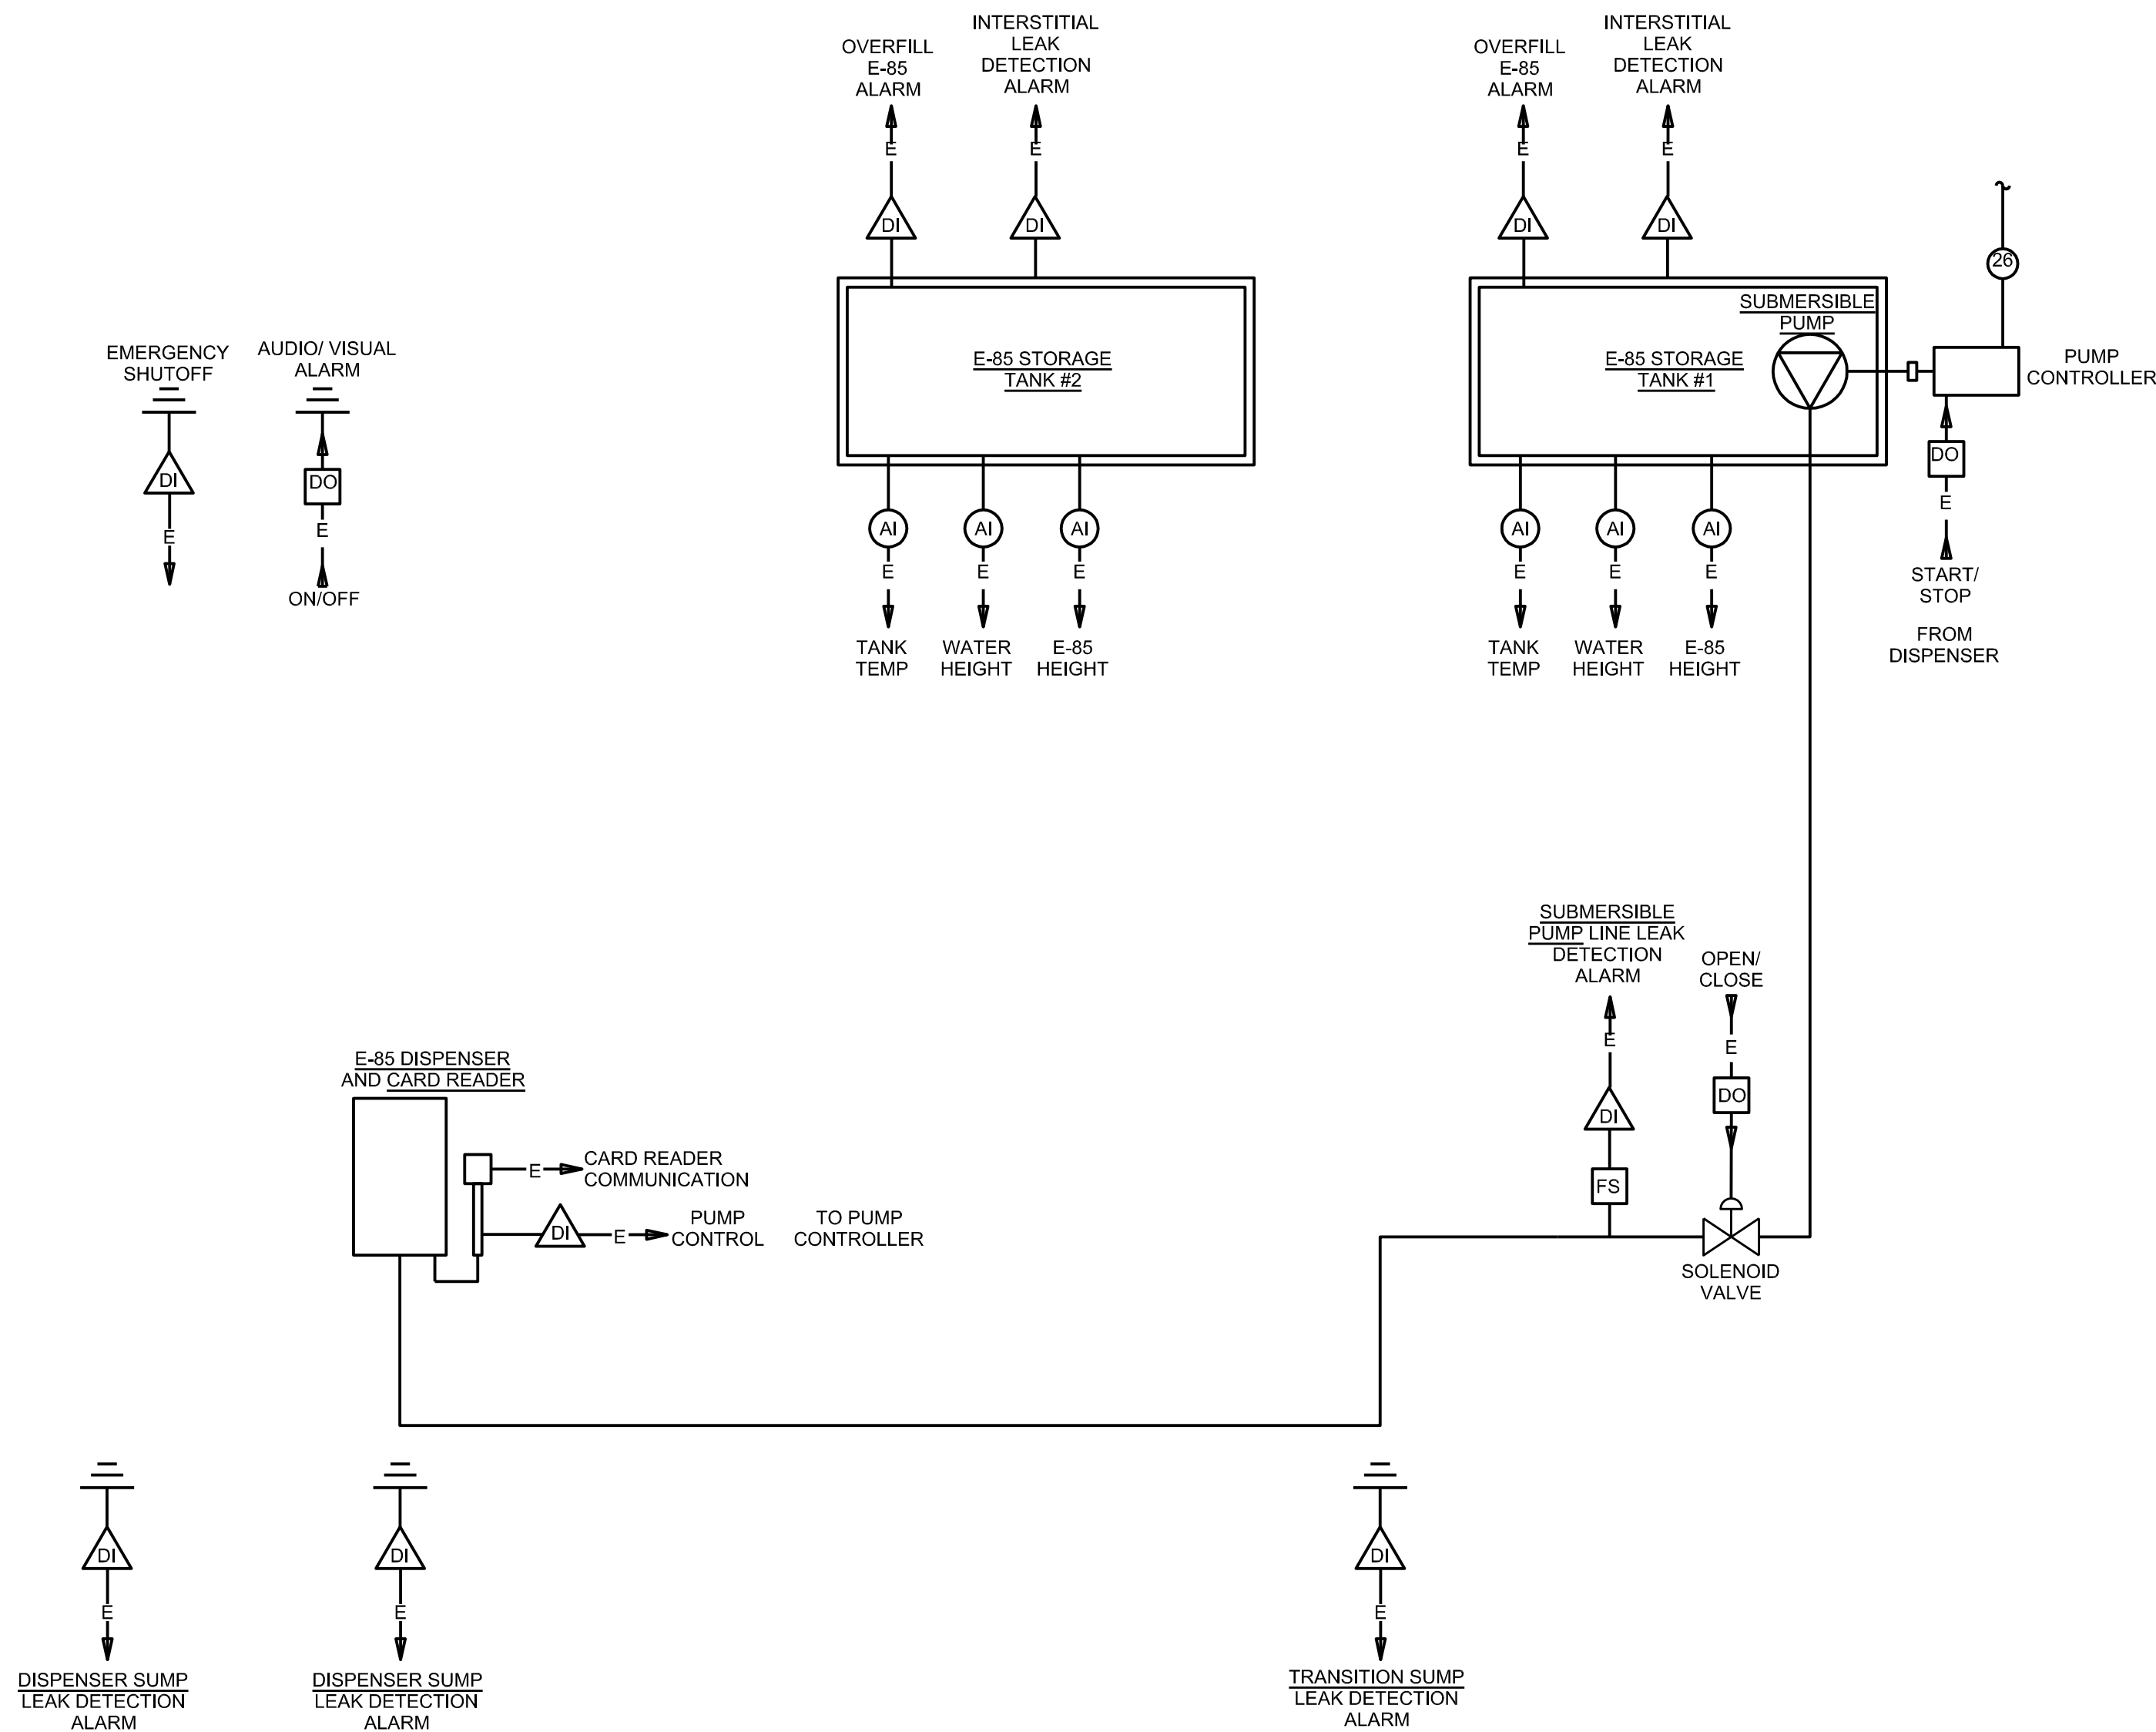 OVERFILL
E-85
ALARM
E
DI
INTERSTITIAL
LEAK
DETECTION
ALARM
E
DI
OVERFILL
E-85
ALARM
E
DI
INTERSTITIAL
LEAK
DETECTION
ALARM
E
DI
26
EMERGENCY
SHUTOFF
DI
E
AUDIO/ VISUAL
ALARM
DO
E
ON/OFF
E-85 STORAGE
TANK #2
E-85 STORAGE
TANK #1
SUBMERSIBLE
PUMP
PUMP
CONTROLLER
DO
E
START/
STOP
FROM
DISPENSER
AI
E
TANK
TEMP
AI
E
WATER
HEIGHT
AI
E
E-85
HEIGHT
AI
E
TANK
TEMP
AI
E
WATER
HEIGHT
AI
E
E-85
HEIGHT
SUBMERSIBLE
PUMP LINE LEAK
DETECTION
ALARM
E
DI
FS
OPEN/
CLOSE
E
DO
SOLENOID
VALVE
E-85 DISPENSER
AND CARD READER
E
CARD READER
COMMUNICATION
DI
E
PUMP
CONTROL
TO PUMP
CONTROLLER
DI
E
DISPENSER SUMP
LEAK DETECTION
ALARM
DI
E
DISPENSER SUMP
LEAK DETECTION
ALARM
DI
E
TRANSITION SUMP
LEAK DETECTION
ALARM